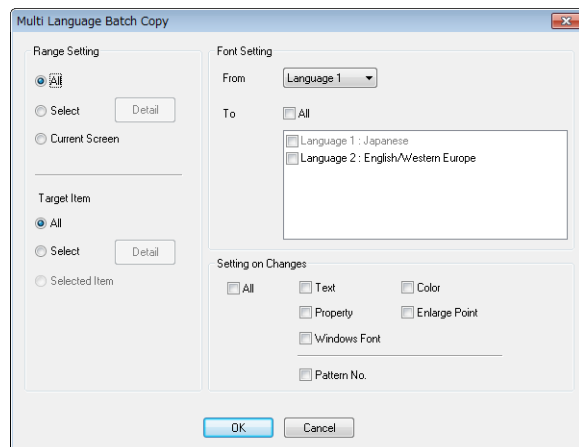 Multi Language Batch Copy
Range Setting
All
Select
Detail
Current Screen
Target Item
All
Select
Detail
Selected Item
Font Setting
From
Language 1
To
All
Language 1 : Japanese
Language 2 : English/Western Europe
Setting on Changes
All
Text
Color
Property
Enlarge Point
Windows Font
Pattern No.
OK
Cancel